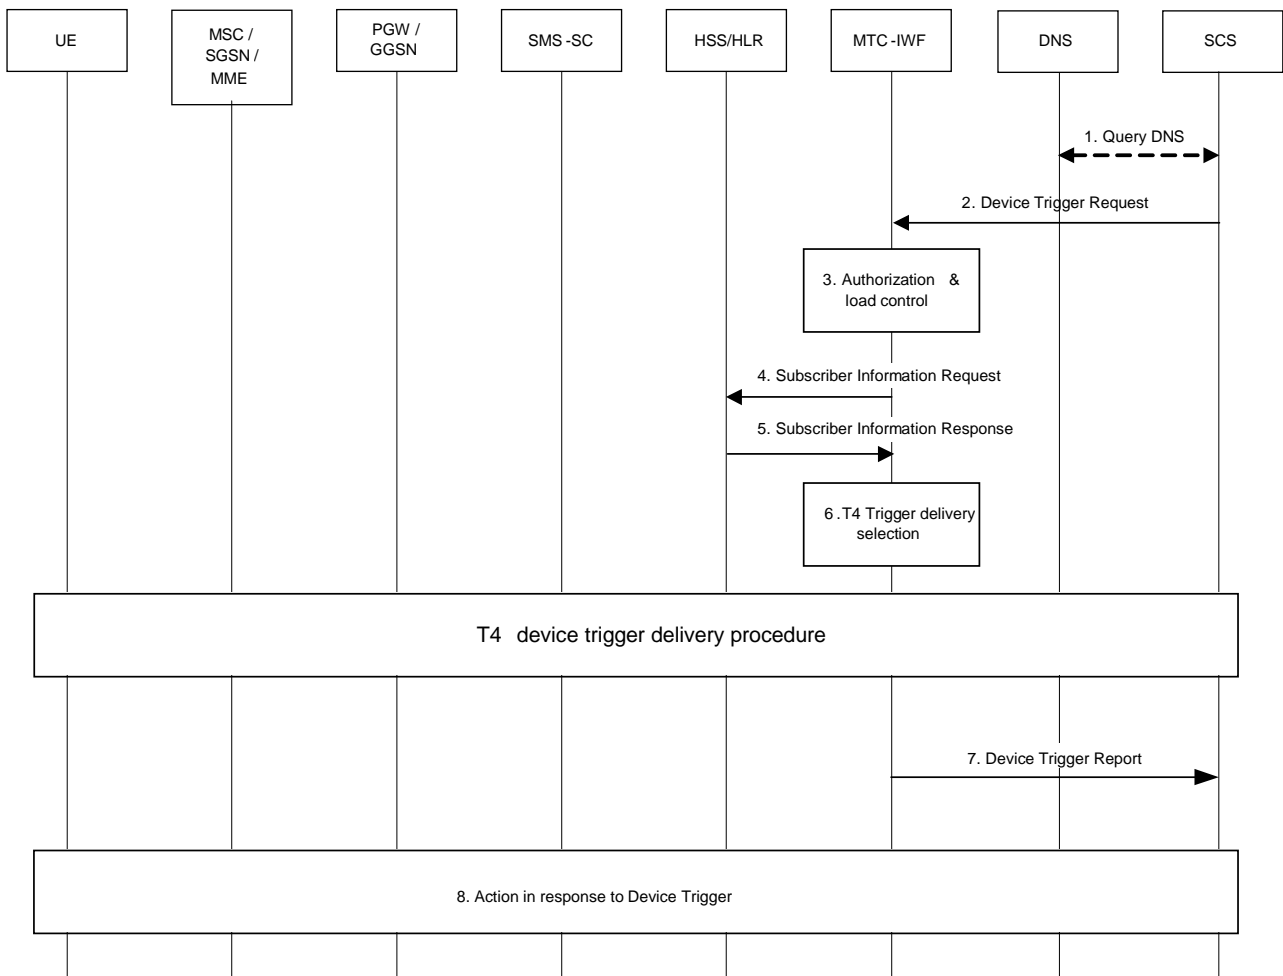 UE
MSC /
SGSN /
MME
PGW /
GGSN
SMS-SC
HSS/HLR
MTC-IWF
DNS
SCS
1. Query DNS
2. Device Trigger Request
3. Authorization &
load control
4. Subscriber Information Request
5. Subscriber Information Response
6.T4 Trigger delivery
selection
T4 device trigger delivery procedure
7. Device Trigger Report
8. Action in response to Device Trigger